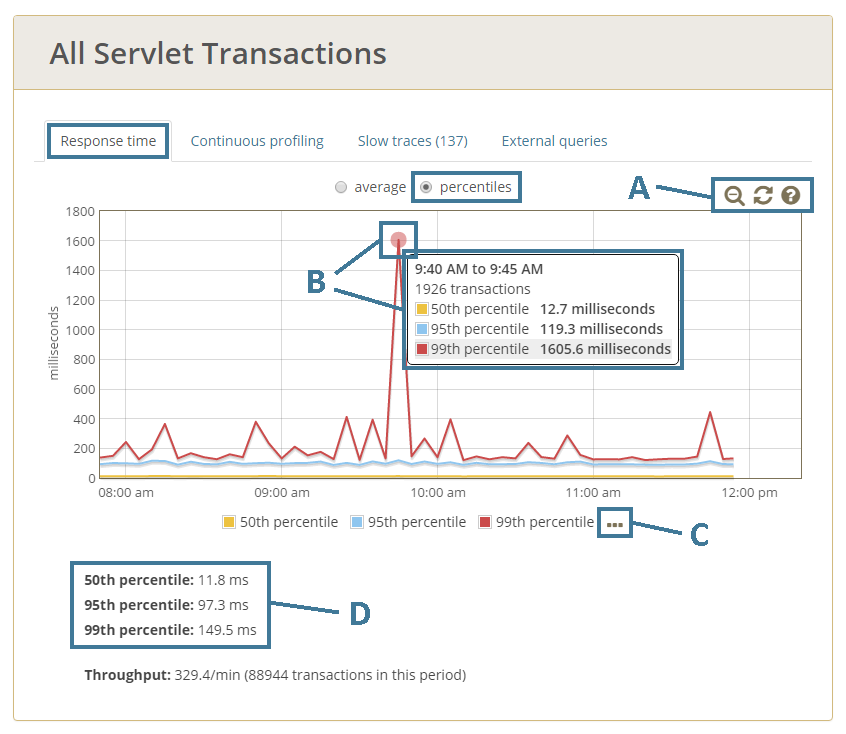 All Servlet Transactions
Response time Continuous profiling Slow traces (137) External queries
average percentiles
A
1800
1600
1400
1200
1000
800
600
400
200
0
milliseconds
B
9:40 AM to 9:45 AM
1926 transactions
50th percentile 12.7 milliseconds
95th percentile 119.3 milliseconds
99th percentile 1605.6 milliseconds
08:00 am 09:00 am 10:00 am 11:00 am 12:00 pm
50th percentile 95th percentile 99th percentile ...
C
50th percentile: 11.8 ms
95th percentile: 97.3 ms
99th percentile: 149.5 ms
D
Throughput: 329.4/min (88944 transactions in this period)